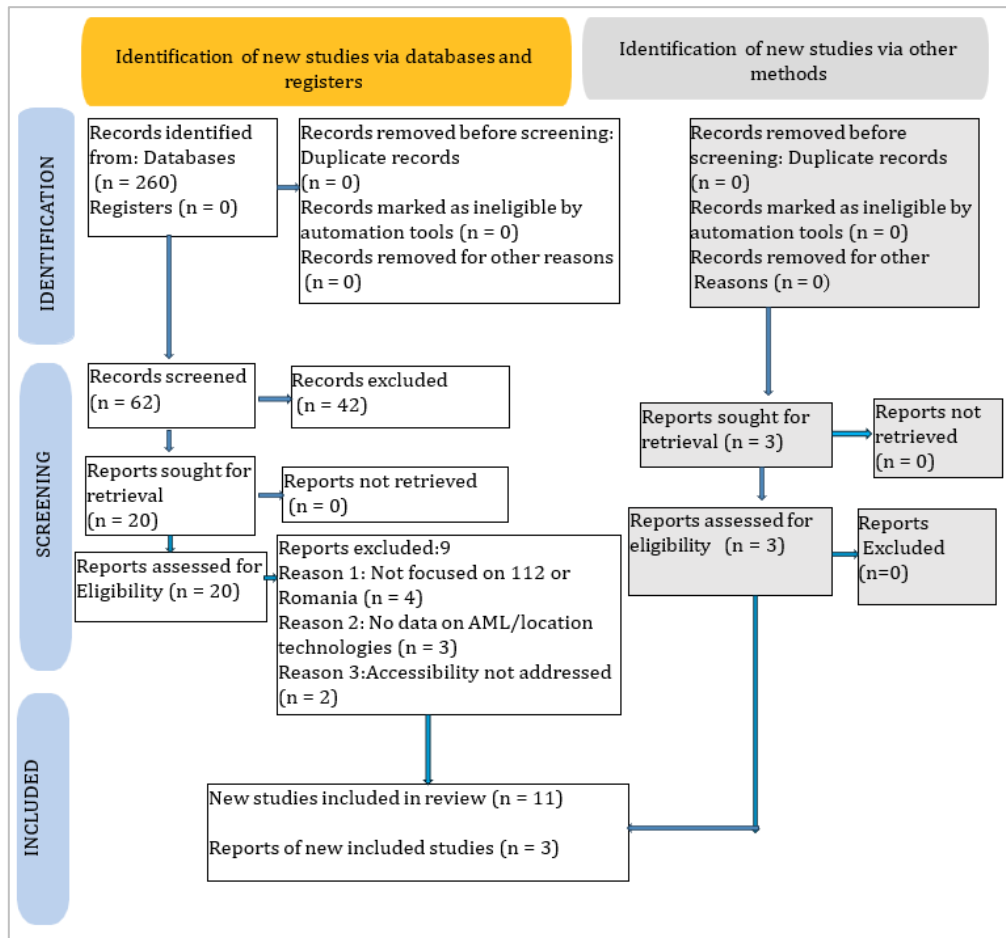 Identification of new studies via databases and
registers
Identification of new studies via other
methods
IDENTIFICATION
Records identified
from: Databases
(n = 260)
Registers (n = 0)
Records removed before screening:
Duplicate records
(n = 0)
Records marked as ineligible by
automation tools (n = 0)
Records removed for other reasons
(n = 0)
Records removed before
screening: Duplicate records
(n = 0)
Records marked as ineligible by
automation tools (n = 0)
Records removed for other
Reasons (n = 0)
SCREENING
Records screened
(n = 62)
Records excluded
(n = 42)
Reports sought for
retrieval
(n = 20)
Reports not retrieved
(n = 0)
Reports assessed for
Eligibility (n = 20)
Reports excluded:9
Reason 1: Not focused on 112 or
Romania (n = 4)
Reason 2: No data on AML/location
technologies (n = 3)
Reason 3:Accessibility not addressed
(n = 2)
Reports sought for
retrieval (n = 3)
Reports not
retrieved
(n = 0)
Reports assessed for
eligibility (n = 3)
Reports
Excluded
(n=0)
INCLUDED
New studies included in review (n = 11)
Reports of new included studies (n = 3)